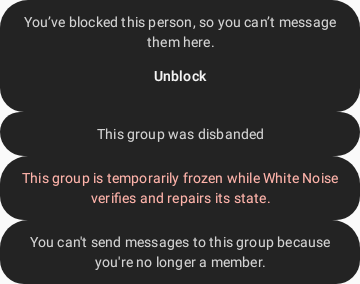 You’ve blocked this person, so you can’t message
them here.
Unblock
This group was disbanded
This group is temporarily frozen while White Noise
verifies and repairs its state.
You can't send messages to this group because
you're no longer a member.